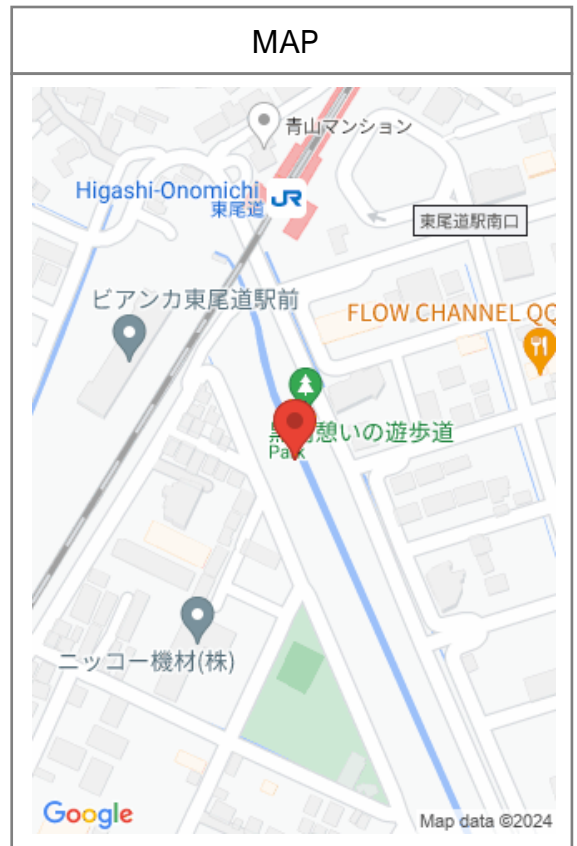 MAP
青山マンション
Higashi-Onomichi
東尾道
JR
東尾道駅南口
ビアンカ東尾道駅前
FLOW CHANNEL QQ
憩いの遊歩道
Park
ニッコー機材(株)
Google
Map data ©2024